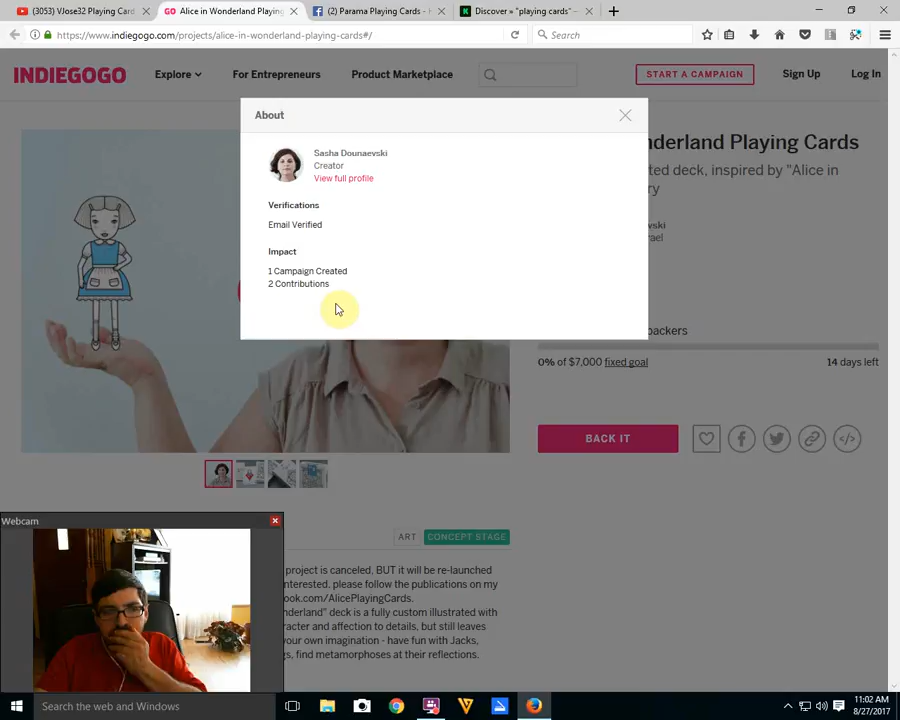 (3053) VJose32 Playing Card
Alice in Wonderland Playing
(2) Parama Playing Cards -
Discover » "playing cards" —
https://www.indiegogo.com/projects/alice-in-wonderland-playing-cards#/
Search
INDIEGOGO
Explore
For Entrepreneurs
Product Marketplace
START A CAMPAIGN
Sign Up
Log In
About
Sasha Dounaevski
Creator
View full profile
Verifications
Email Verified
Impact
1 Campaign Created
2 Contributions
nderland Playing Cards
ted deck, inspired by "Alice in
ry
vski
rael
backers
0% of $7,000 fixed goal
14 days left
BACK IT
ART
CONCEPT STAGE
project is canceled, BUT it will be re-launched
nterested, please follow the publications on my
ook.com/AlicePlayingCards.
nderland" deck is a fully custom illustrated with
racter and affection to details, but still leaves
your own imagination - have fun with Jacks,
gs, find metamorphoses at their reflections.
Webcam
Search the web and Windows
11:02 AM
8/27/2017